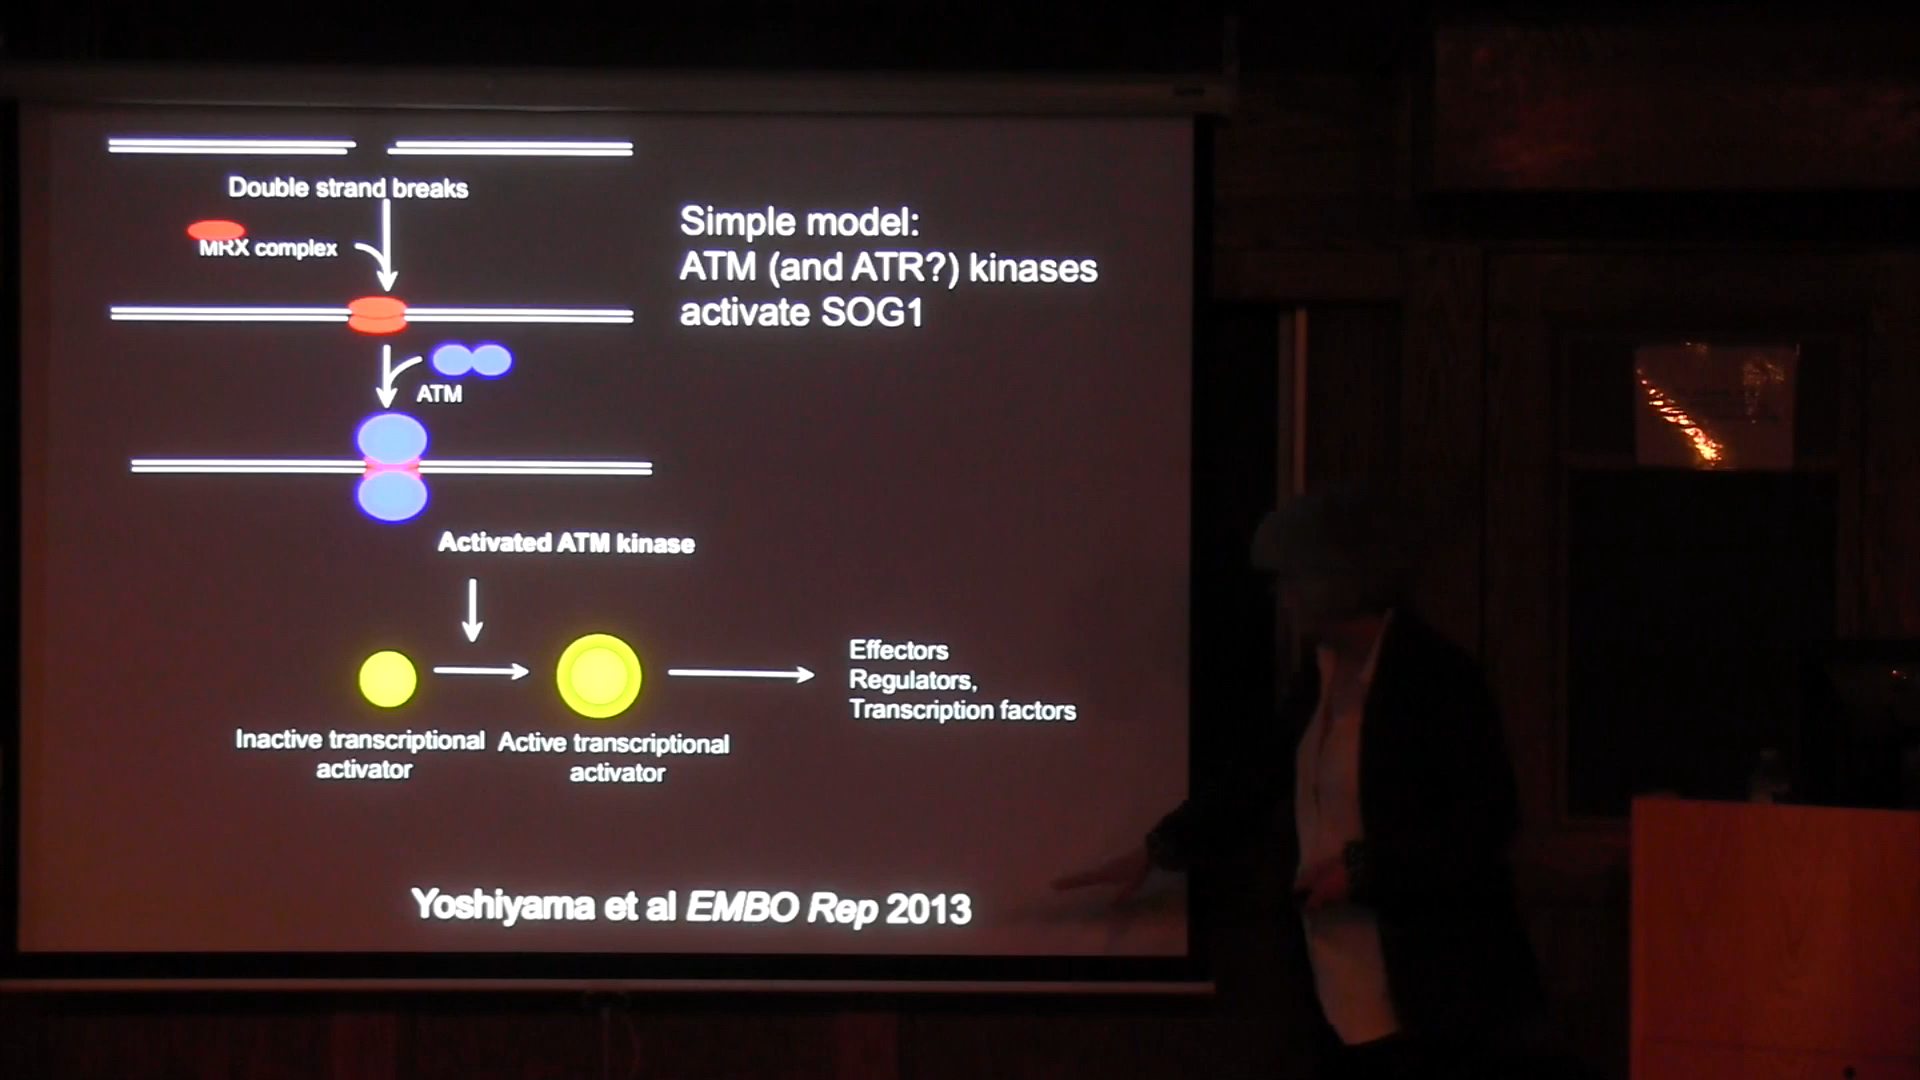 Double strand breaks
MRX complex
Simple model:
ATM (and ATR?) kinases
activate SOG1
ATM
Activated ATM kinase
Inactive transcriptional
activator
Active transcriptional
activator
Effectors
Regulators,
Transcription factors
Yoshiyama et al EMBO Rep 2013